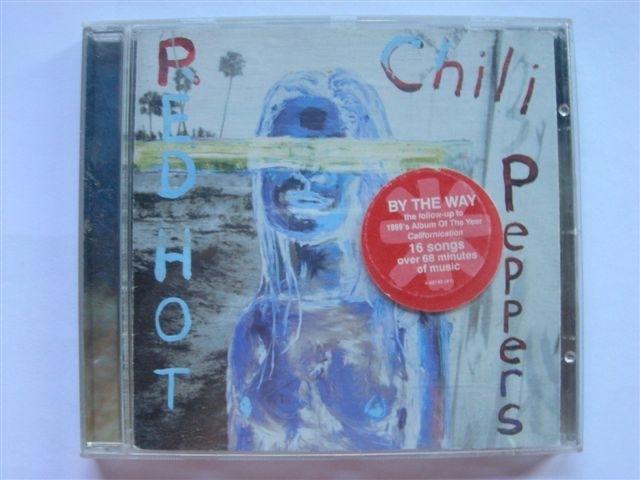 RED HOT
Chili
Peppers
BY THE WAY
the follow-up to
1999's Album Of The Year
Californication
16 songs
over 68 minutes
of music